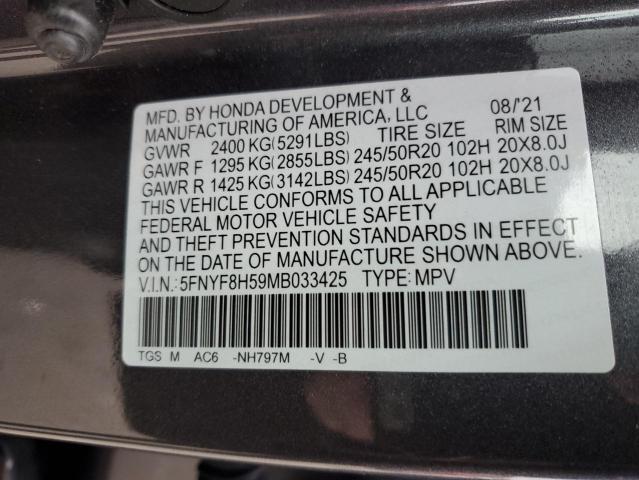 MFD. BY HONDA DEVELOPMENT & 08/'21
MANUFACTURING OF AMERICA, LLC
GVWR 2400 KG(5291LBS) TIRE SIZE RIM SIZE
GAWR F 1295 KG(2855LBS) 245/50R20 102H 20X8.0J
GAWR R 1425 KG(3142LBS) 245/50R20 102H 20X8.0J
THIS VEHICLE CONFORMS TO ALL APPLICABLE
FEDERAL MOTOR VEHICLE SAFETY
AND THEFT PREVENTION STANDARDS IN EFFECT
ON THE DATE OF MANUFACTURE SHOWN ABOVE.
V.I.N.:5FNYF8H59MB033425 TYPE:MPV
TGS M AC6 -NH797M -V -B